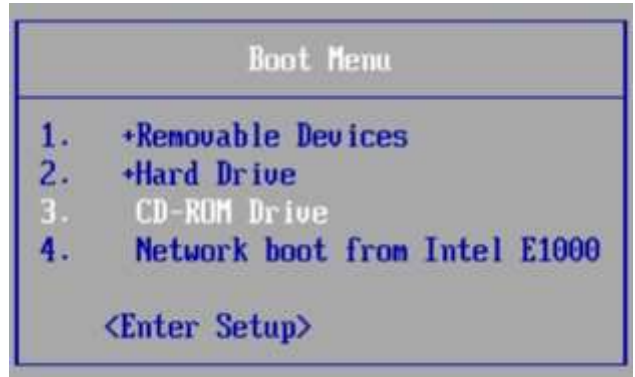 Boot Menu
1. +Removable Devices
2. +Hard Drive
3. CD-ROM Drive
4. Network boot from Intel E1000
<Enter Setup>